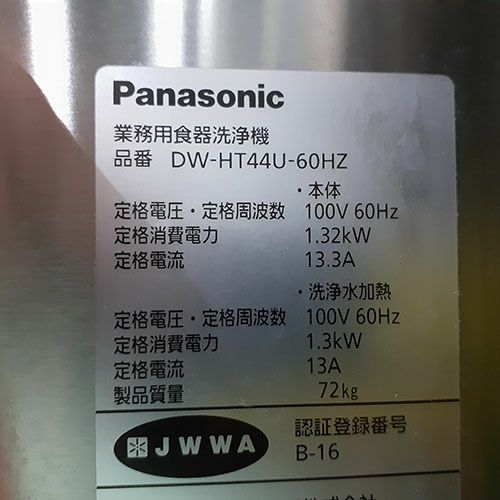 Panasonic
業務用食器洗浄機
品番 DW-HT44U-60HZ
・本体
定格電圧・定格周波数 100V 60Hz
定格消費電力 1.32kW
定格電流 13.3A
・洗浄水加熱
定格電圧・定格周波数 100V 60Hz
定格消費電力 1.3kW
定格電流 13A
製品質量 72kg
JWWA 認証登録番号
B-16